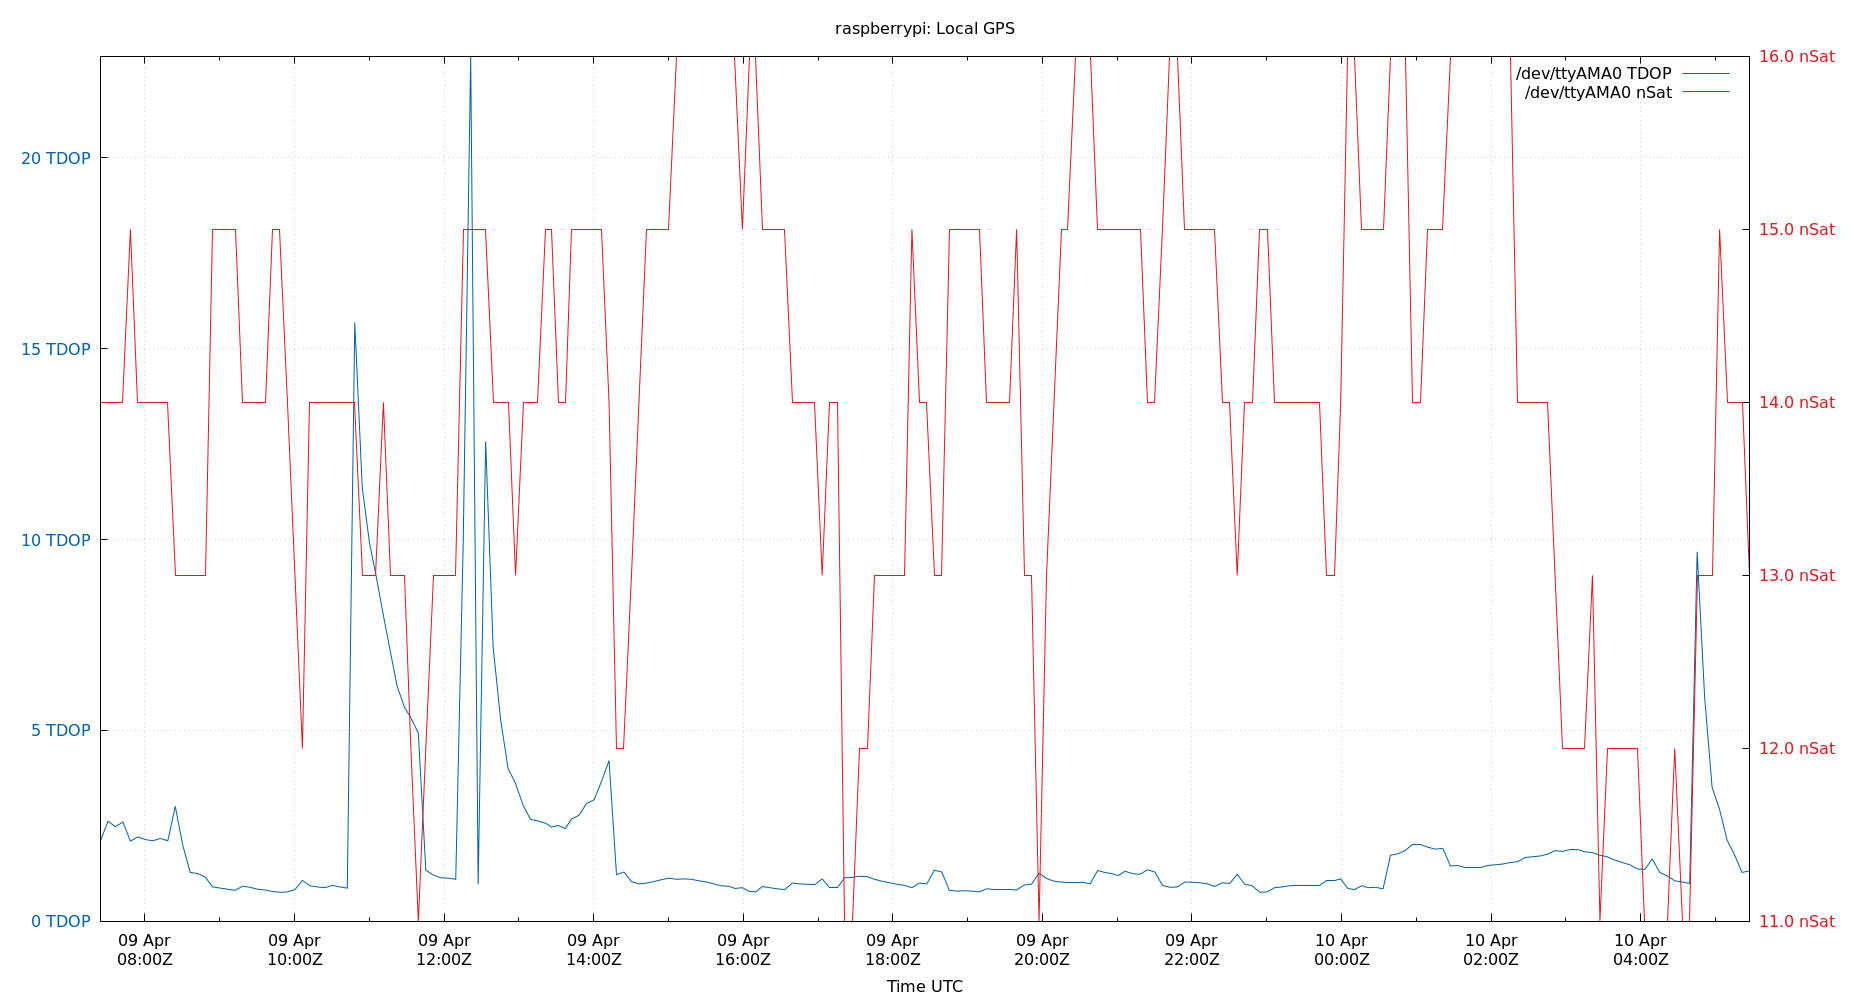 raspberrypi: Local GPS
16.0 nSat
/dev/ttyAMA0 TDOP
/dev/ttyAMA0 nSat
20 TDOP
15.0 nSat
15 TDOP
14.0 nSat
10 TDOP
13.0 nSat
5 TDOP
12.0 nSat
0 TDOP
11.0 nSat
09 Apr 09 Apr 09 Apr 09 Apr 09 Apr 09 Apr 09 Apr 09 Apr 10 Apr 10 Apr 10 Apr
08:00Z 10:00Z 12:00Z 14:00Z 16:00Z 18:00Z 20:00Z 22:00Z 00:00Z 02:00Z 04:00Z
Time UTC